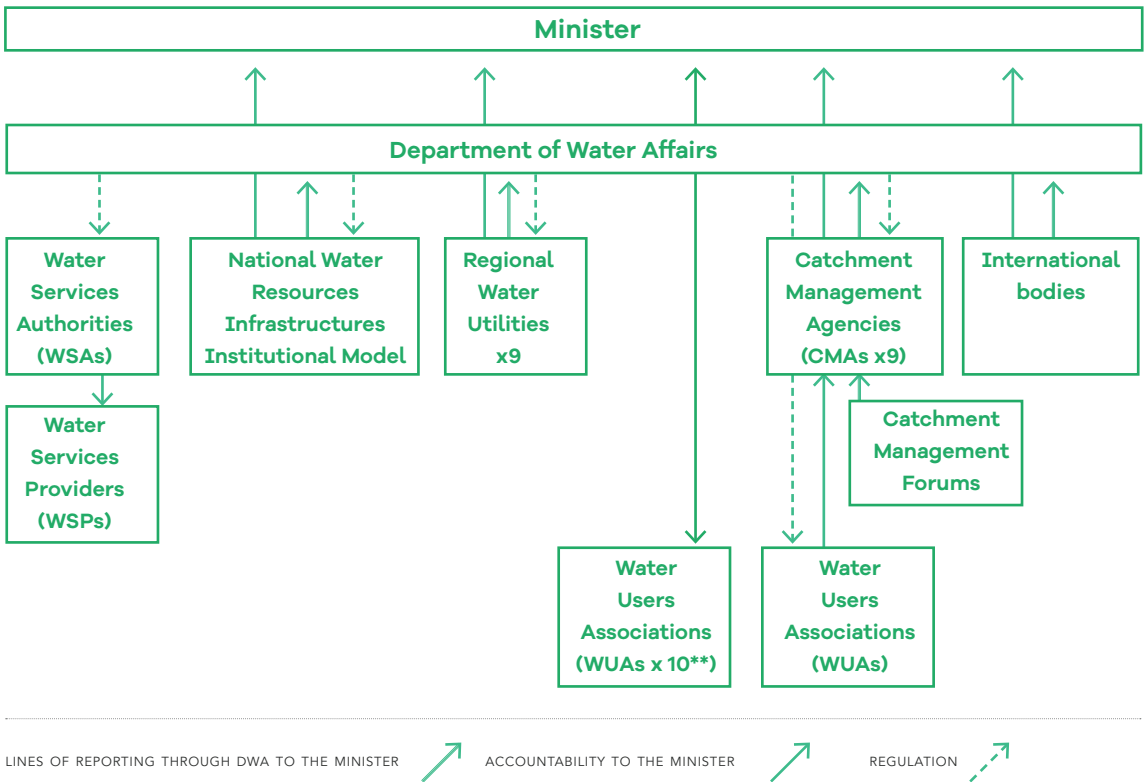 Minister
Department of Water Affairs
Water
Services
Authorities
(WSAs)
National Water
Resources
Infrastructures
Institutional Model
Regional
Water
Utilities
x9
Catchment
Management
Agencies
(CMAs x9)
International
bodies
Water
Services
Providers
(WSPs)
Catchment
Management
Forums
Water
Users
Associations
(WUAs x 10**)
Water
Users
Associations
(WUAs)
LINES OF REPORTING THROUGH DWA TO THE MINISTER
ACCOUNTABILITY TO THE MINISTER
REGULATION